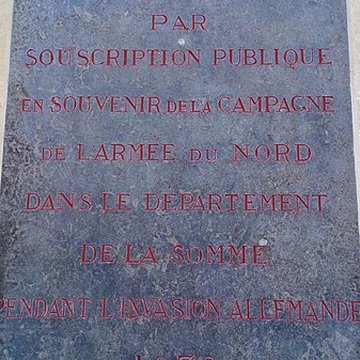 PAR
SOUSCRIPTION PUBLIQUE
EN SOUVENIR DE LA CAMPAGNE
DE L'ARMÉE DU NORD
DANS LE DEPARTEMENT
DE LA SOMME
PENDANT L'INVASION ALLEMANDE